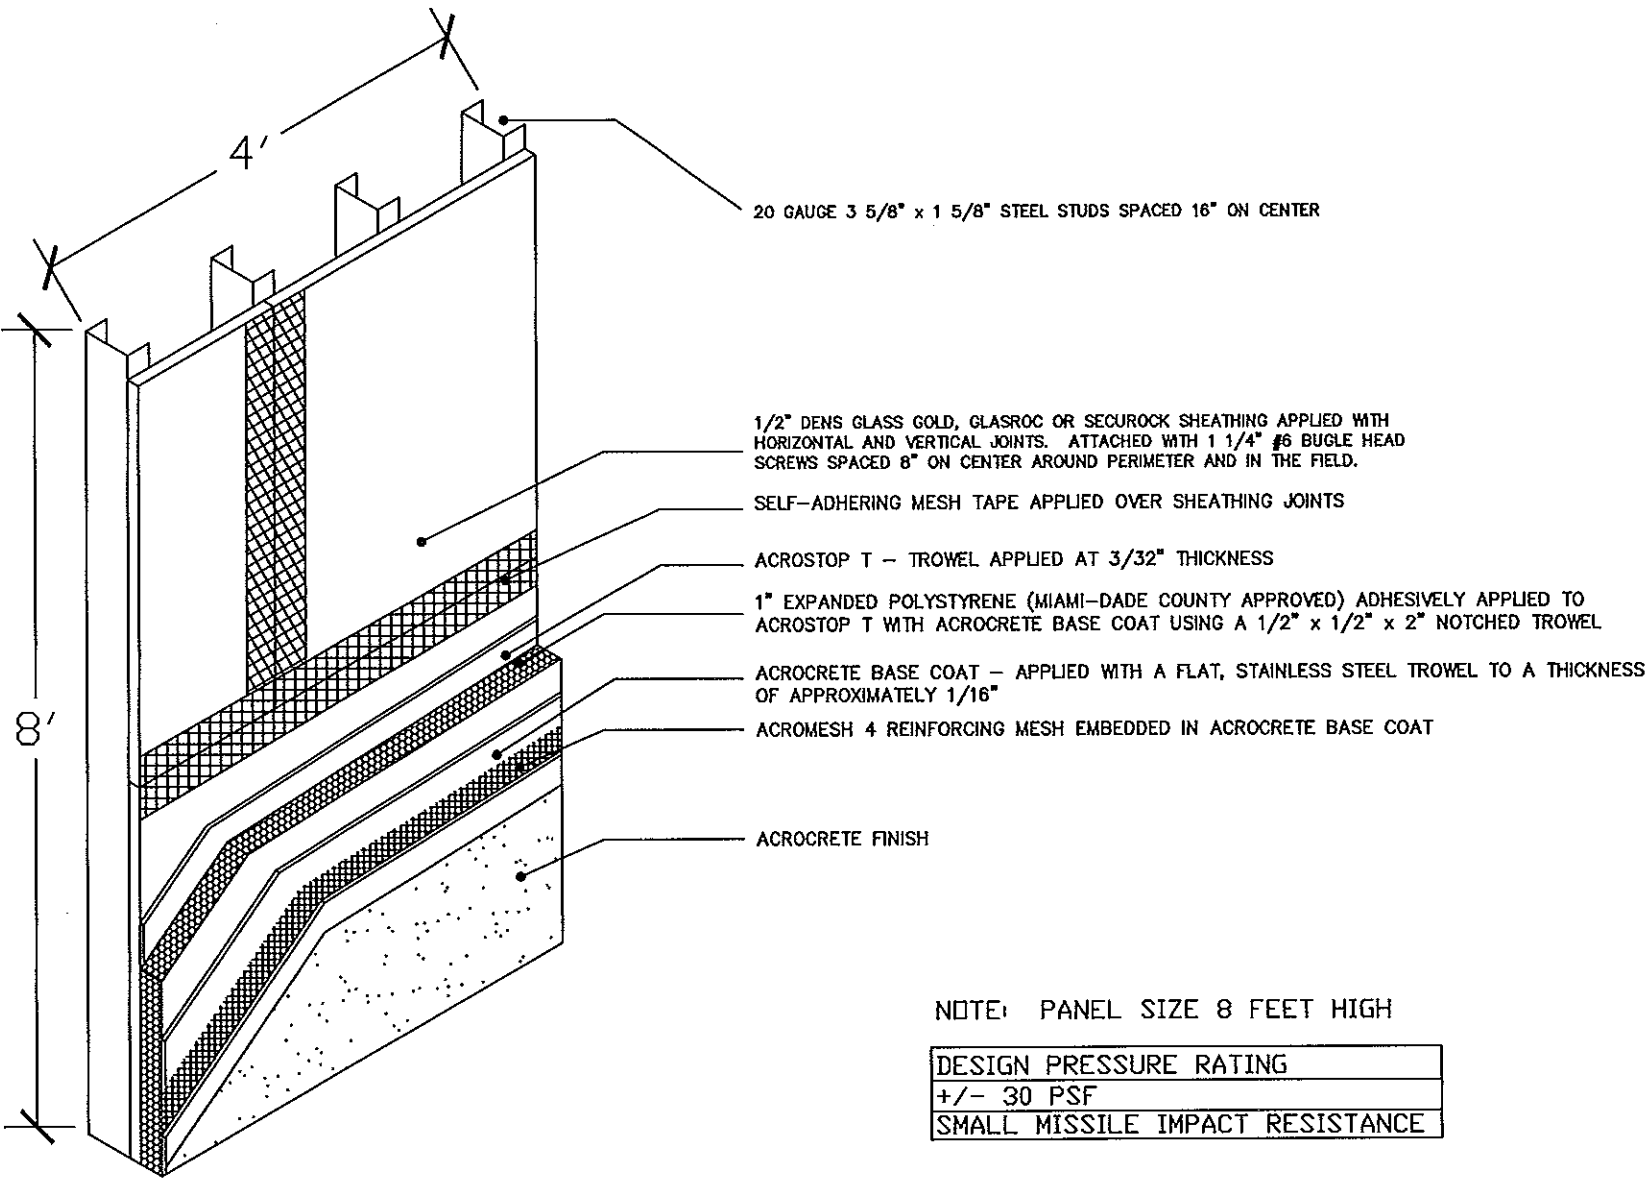 4'
20 GAUGE 3 5/8" x 1 5/8" STEEL STUDS SPACED 16" ON CENTER
1/2" DENS GLASS GOLD, GLASROC OR SECUROCK SHEATHING APPLIED WITH
HORIZONTAL AND VERTICAL JOINTS. ATTACHED WITH 1 1/4" #6 BUGLE HEAD
SCREWS SPACED 8" ON CENTER AROUND PERIMETER AND IN THE FIELD.
SELF-ADHERING MESH TAPE APPLIED OVER SHEATHING JOINTS
ACROSTOP T - TROWEL APPLIED AT 3/32" THICKNESS
1" EXPANDED POLYSTYRENE (MIAMI-DADE COUNTY APPROVED) ADHESIVELY APPLIED TO
ACROSTOP T WITH ACROCRETE BASE COAT USING A 1/2" x 1/2" x 2" NOTCHED TROWEL
ACROCRETE BASE COAT - APPLIED WITH A FLAT, STAINLESS STEEL TROWEL TO A THICKNESS
OF APPROXIMATELY 1/16"
8'
ACROMESH 4 REINFORCING MESH EMBEDDED IN ACROCRETE BASE COAT
ACROCRETE FINISH
NOTE: PANEL SIZE 8 FEET HIGH
DESIGN PRESSURE RATING
+/- 30 PSF
SMALL MISSILE IMPACT RESISTANCE